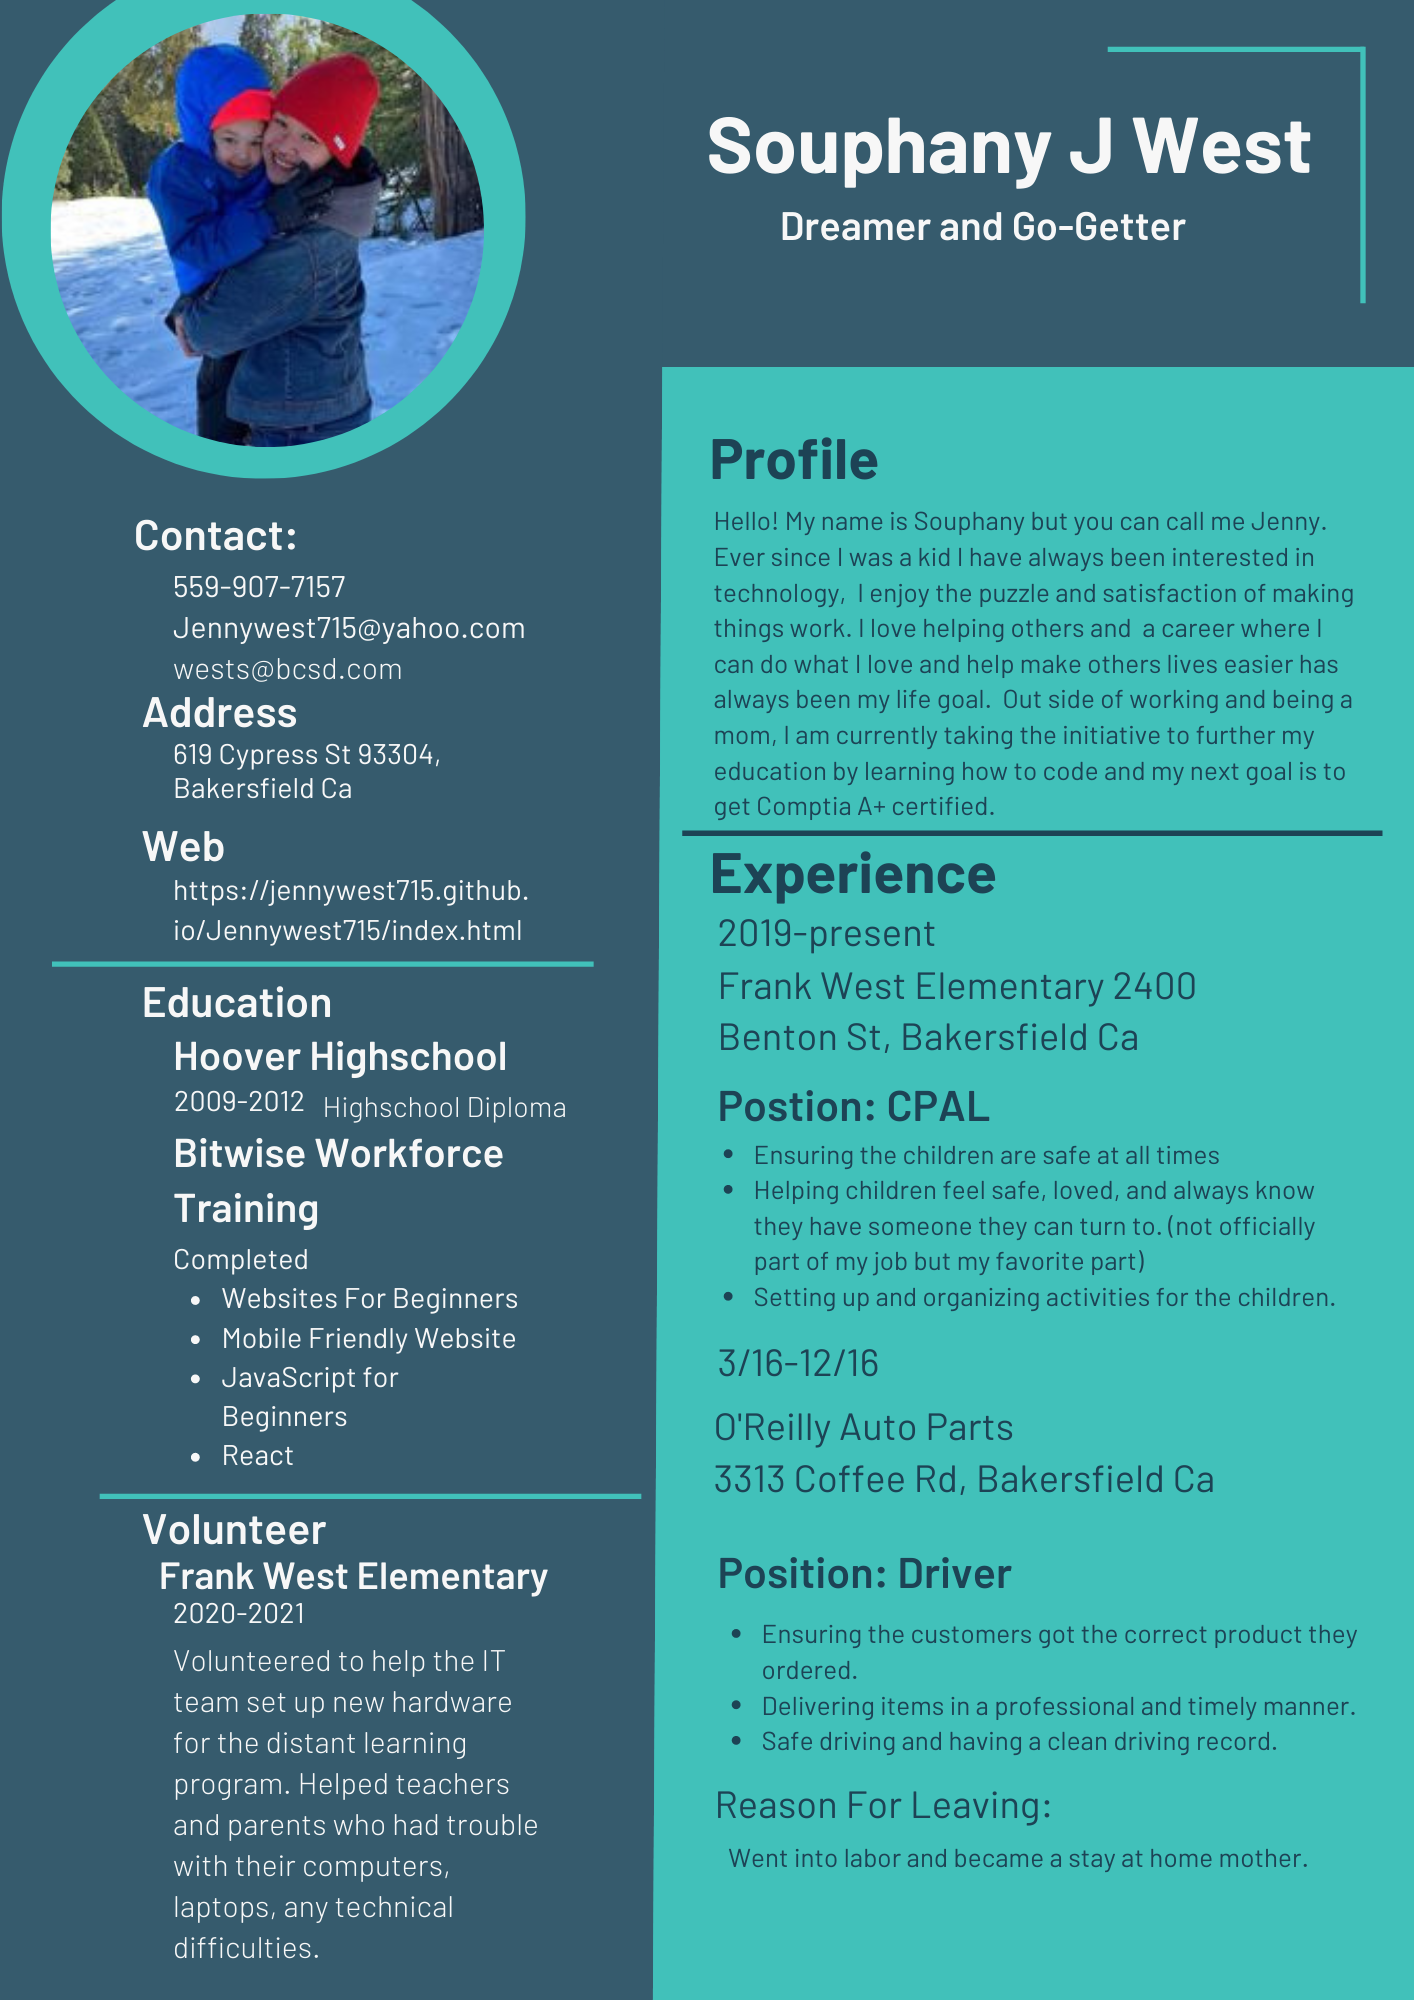 Souphany J West
Dreamer and Go-Getter
Contact:
559-907-7157
Jennywest715@yahoo.com
wests@bcsd.com
Address
619 Cypress St 93304,
Bakersfield Ca
Web
https://jennywest715.github.
io/Jennywest715/index.html
Education
Hoover Highschool
2009-2012 Highschool Diploma
Bitwise Workforce
Training
Completed
• Websites For Beginners
• Mobile Friendly Website
• JavaScript for
Beginners
• React
Volunteer
Frank West Elementary
2020-2021
Volunteered to help the IT
team set up new hardware
for the distant learning
program. Helped teachers
and parents who had trouble
with their computers,
laptops, any technical
difficulties.
Profile
Hello! My name is Souphany but you can call me Jenny.
Ever since I was a kid I have always been interested in
technology, I enjoy the puzzle and satisfaction of making
things work. I love helping others and a career where I
can do what I love and help make others lives easier has
always been my life goal. Out side of working and being a
mom, I am currently taking the initiative to further my
education by learning how to code and my next goal is to
get Comptia A+ certified.
Experience
2019-present
Frank West Elementary 2400
Benton St, Bakersfield Ca
Postion: CPAL
• Ensuring the children are safe at all times
• Helping children feel safe, loved, and always know
they have someone they can turn to. (not officially
part of my job but my favorite part)
• Setting up and organizing activities for the children.
3/16-12/16
O'Reilly Auto Parts
3313 Coffee Rd, Bakersfield Ca
Position: Driver
• Ensuring the customers got the correct product they
ordered.
• Delivering items in a professional and timely manner.
• Safe driving and having a clean driving record.
Reason For Leaving:
Went into labor and became a stay at home mother.